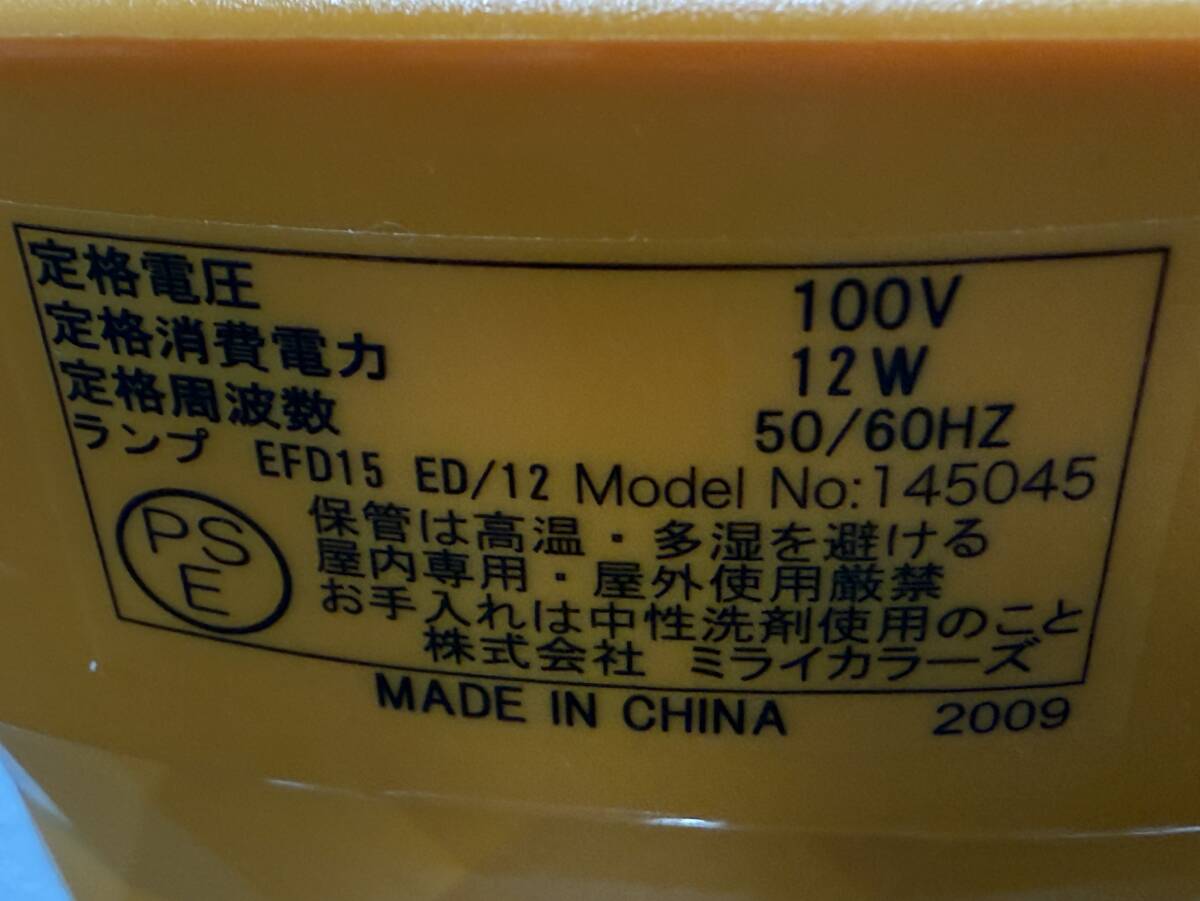 定格電圧 100V
定格消費電力 12W
定格周波数 50/60HZ
ランプ EFD15 ED/12 Model No:145045
PS
E
保管は高温・多湿を避ける
屋内専用・屋外使用厳禁
お手入れは中性洗剤使用のこと
株式会社 ミライカラーズ
MADE IN CHINA 2009